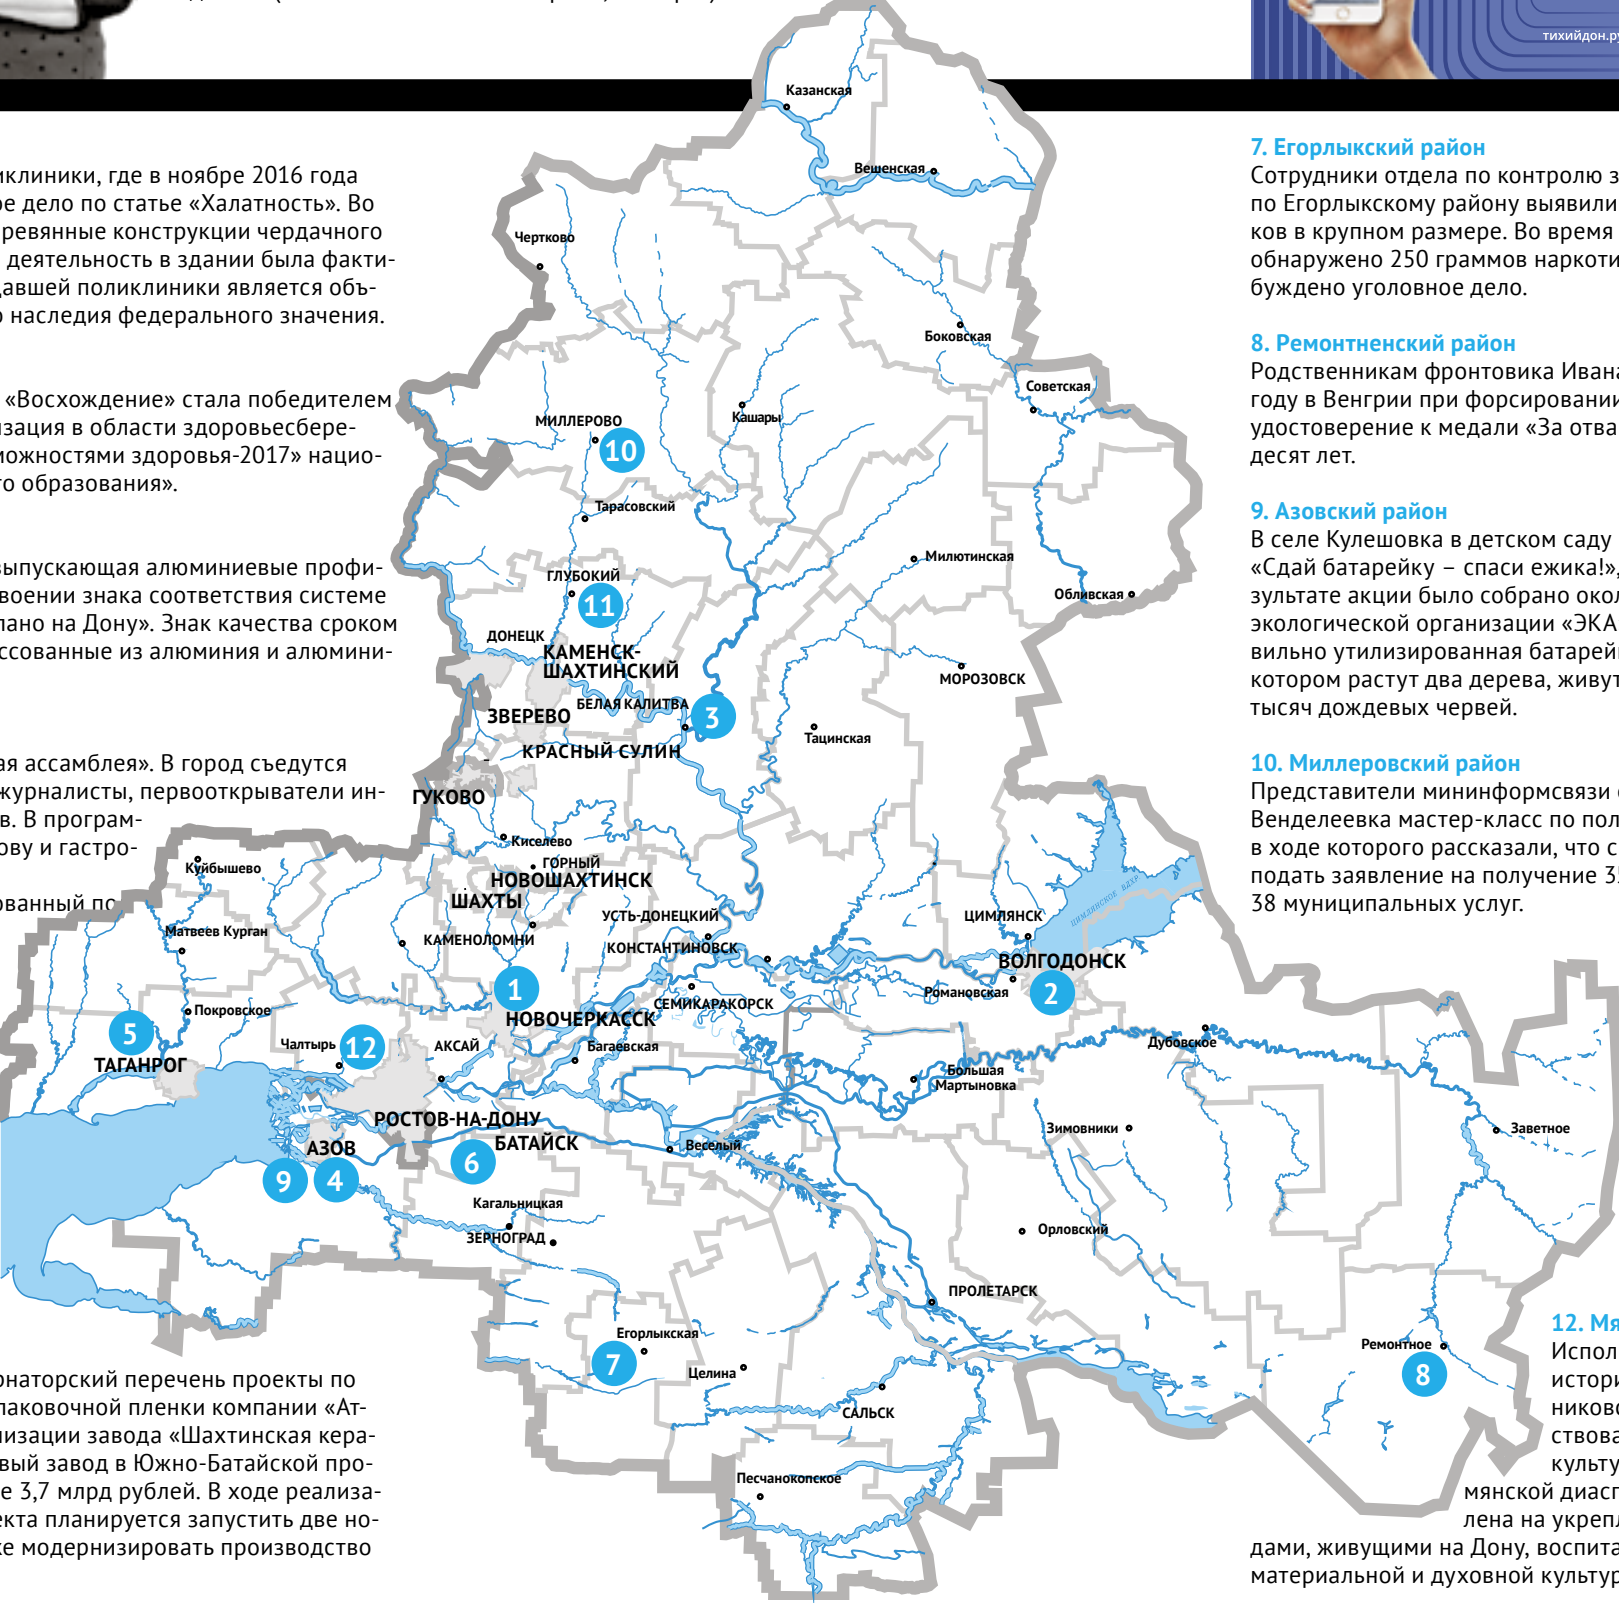 тихийдон.ру
иклиники, где в ноябре 2016 года
ое дело по статье «Халатность». Во
ревянные конструкции чердачного
деятельность в здании была факти-
давшей поликлиники является объ-
о наследия федерального значения.
«Восхождение» стала победителем
изация в области здоровьесбере-
можностями здоровья-2017» нацио-
го образования».
выпускающая алюминиевые профи-
своении знака соответствия системе
лано на Дону». Знак качества сроком
ссованные из алюминия и алюмини-
ая ассамблея». В город съедутся
журналисты, первооткрыватели ин-
в. В програм-
ову и гастро-
ованный по
рнаторский перечень проекты по
паковочной пленки компании «Ат-
низации завода «Шахтинская кера-
вый завод в Южно-Батайской про-
е 3,7 млрд рублей. В ходе реализа-
екта планируется запустить две но-
же модернизировать производство
Казанская
Вешенская
Чертково
Боковская
Советская
Кашары
МИЛЛЕРОВО
10
Тарасовский
Милютинская
ГЛУБОКИЙ
11
Обливская
ДОНЕЦК
КАМЕНСК-
ШАХТИНСКИЙ
МОРОЗОВСК
БЕЛАЯ КАЛИТВА
3
ЗВЕРЕВО
Тацинская
КРАСНЫЙ СУЛИН
ГУКОВО
Киселево
ГОРНЫЙ
Куйбышево
НОВОШАХТИНСК
ШАХТЫ
УСТЬ-ДОНЕЦКИЙ
ЦИМЛЯНСК
ЦИМЛЯНСКОЕ ВДХР.
Матвеев Курган
КАМЕНОЛОМНИ
КОНСТАНТИНОВСК
ВОЛГОДОНСК
1
Романовская
2
СЕМИКАРАКОРСК
Покровское
НОВОЧЕРКАССК
5
Чалтырь
12
АКСАЙ
Багаевская
Дубовское
ТАГАНРОГ
Большая
Мартыновка
РОСТОВ-НА-ДОНУ
Зимовники
Заветное
АЗОВ
БАТАЙСК
Веселый
9
4
6
Кагальницкая
ЗЕРНОГРАД
Орловский
ПРОЛЕТАРСК
Егорлыкская
7
Целина
Ремонтное
8
САЛЬСК
Песчанокопское
7. Егорлыкский район
Сотрудники отдела по контролю з
по Егорлыкскому району выявили
ков в крупном размере. Во время
обнаружено 250 граммов наркоти
буждено уголовное дело.
8. Ремонтненский район
Родственникам фронтовика Ивана
году в Венгрии при форсировании
удостоверение к медали «За отва
десят лет.
9. Азовский район
В селе Кулешовка в детском саду
«Сдай батарейку – спаси ежика!»,
зультате акции было собрано окол
экологической организации «ЭКА
вильно утилизированная батарейк
котором растут два дерева, живут
тысяч дождевых червей.
10. Миллеровский район
Представители мининформсвязи
Венделеевка мастер-класс по пол
в ходе которого рассказали, что с
подать заявление на получение 35
38 муниципальных услуг.
12. Мя
Испол
истори
никово
ствова
культу
мянской диасп
лена на укрепл
дами, живущими на Дону, воспита
материальной и духовной культур